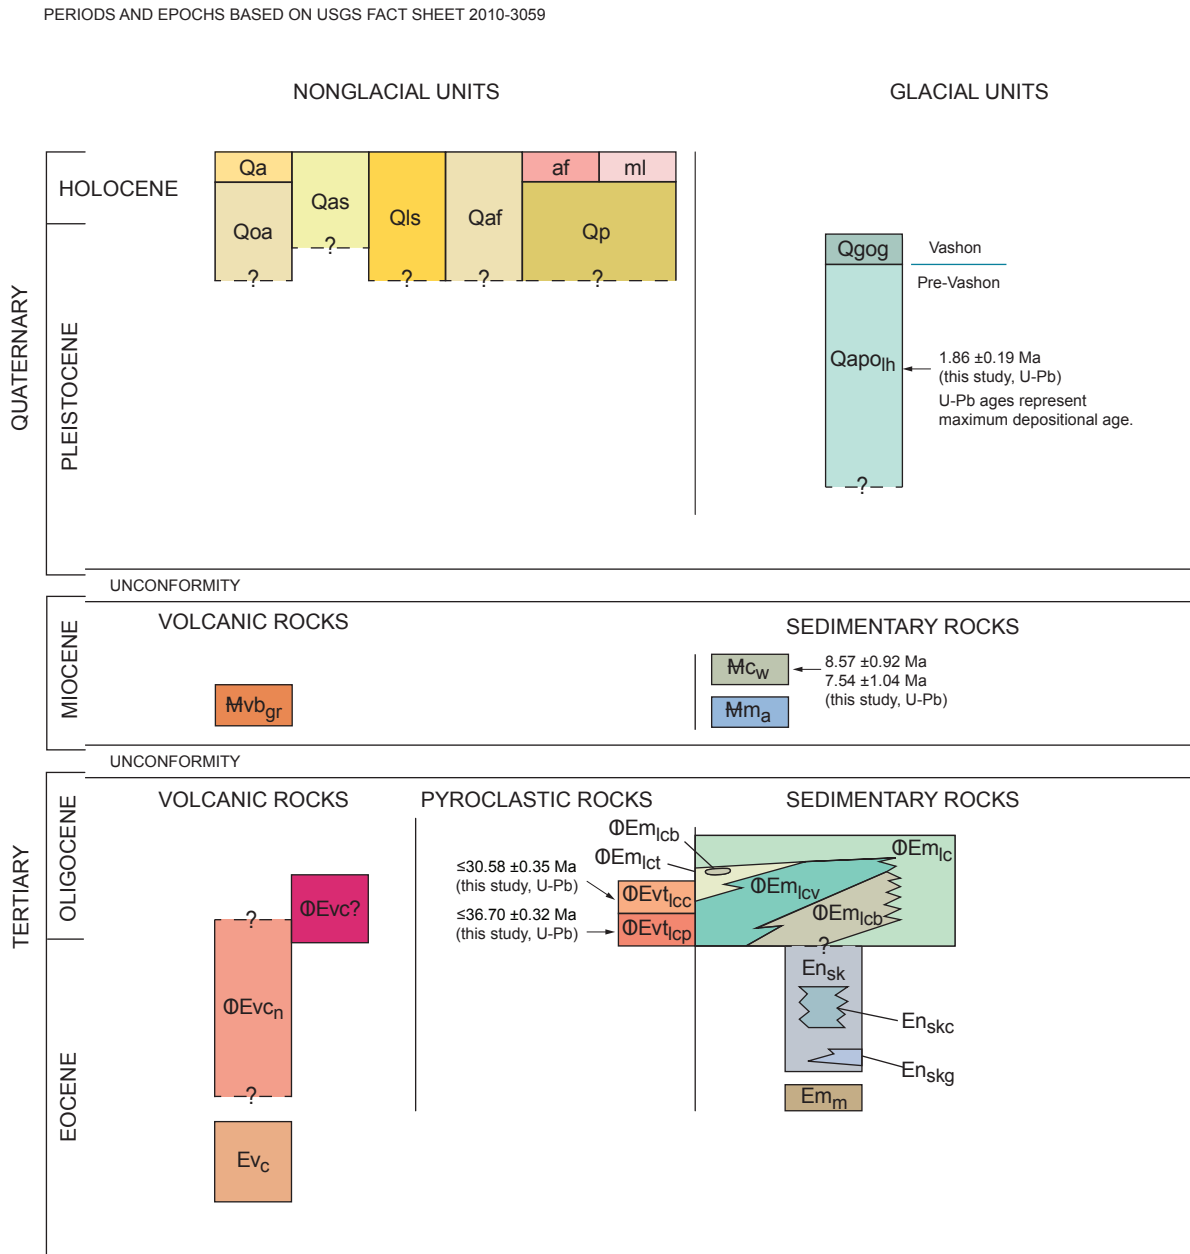 PERIODS AND EPOCHS BASED ON USGS FACT SHEET 2010-3059
NONGLACIAL UNITS
GLACIAL UNITS
QUATERNARY
HOLOCENE
PLEISTOCENE
Qa
Qoa
?
Qas
?
Qls
?
Qaf
?
af
ml
Qp
?
Qgog
Vashon
Pre-Vashon
Qapolh
?
1.86 ±0.19 Ma
(this study, U-Pb)
U-Pb ages represent
maximum depositional age.
UNCONFORMITY
TERTIARY
MIOCENE
VOLCANIC ROCKS
SEDIMENTARY ROCKS
Mvbgr
Mcw
8.57 ±0.92 Ma
7.54 ±1.04 Ma
(this study, U-Pb)
Mma
UNCONFORMITY
OLIGOCENE
EOCENE
VOLCANIC ROCKS
PYROCLASTIC ROCKS
SEDIMENTARY ROCKS
ΦEvc?
?
ΦEvcn
?
Evc
≤30.58 ±0.35 Ma
(this study, U-Pb)
≤36.70 ±0.32 Ma
(this study, U-Pb)
ΦEvtlcc
ΦEvtlcp
ΦEmlcb
ΦEmlct
ΦEmlc
ΦEmlcv
ΦEmlcb
?
Ensk
Enskc
Enskg
Emm